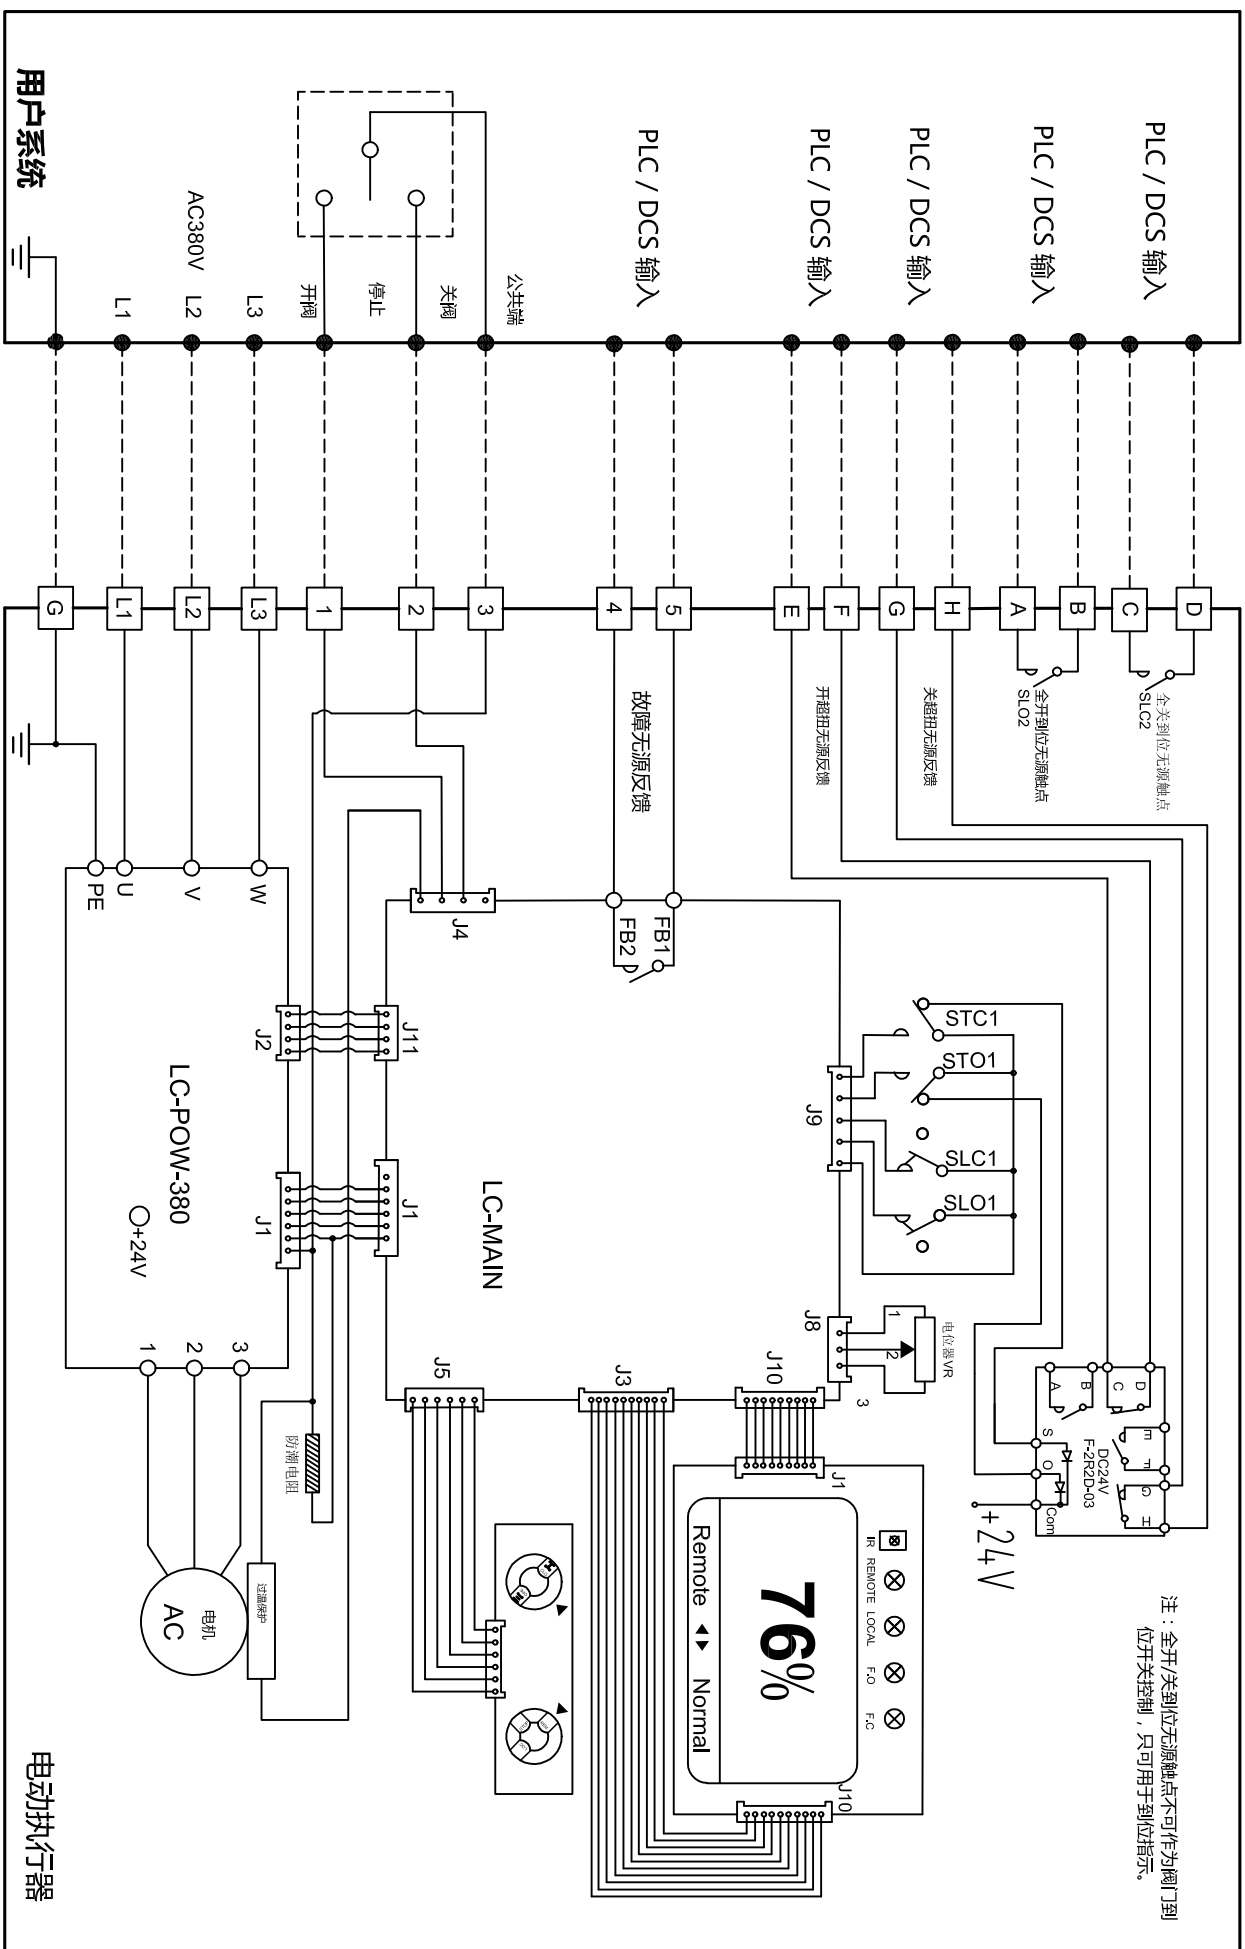 用户系统
PLC / DCS 输入
PLC / DCS 输入
PLC / DCS 输入
PLC / DCS 输入
PLC / DCS 输入
公共端
关阀
停止
开阀
L3
L2
L1
AC380V
D
C
B
A
H
G
F
E
5
4
3
2
1
L3
L2
L1
G
全关到位无源触点
SLC2
全开到位无源触点
SLO2
关超扭无源反馈
开超扭无源反馈
故障无源反馈
FB1
FB2
W
V
U
PE
J4
J11
J2
J1
J1
J9
J8
J10
J3
J5
LC-MAIN
LC-POW-380
+24V
STC1
STO1
SLC1
SLO1
1
2
3
电位器VR
D
C
B
A
E
F
G
H
S
O
Com
DC24V
F-2R2D-03
+24V
3
2
1
防潮电阻
过温保护
电机
AC
J1
J10
IR
REMOTE
LOCAL
F.O
F.C
76%
Remote
Normal
注：全开/关到位无源触点不可作为阀门到
位开关控制，只可用于到位指示。
电动执行器